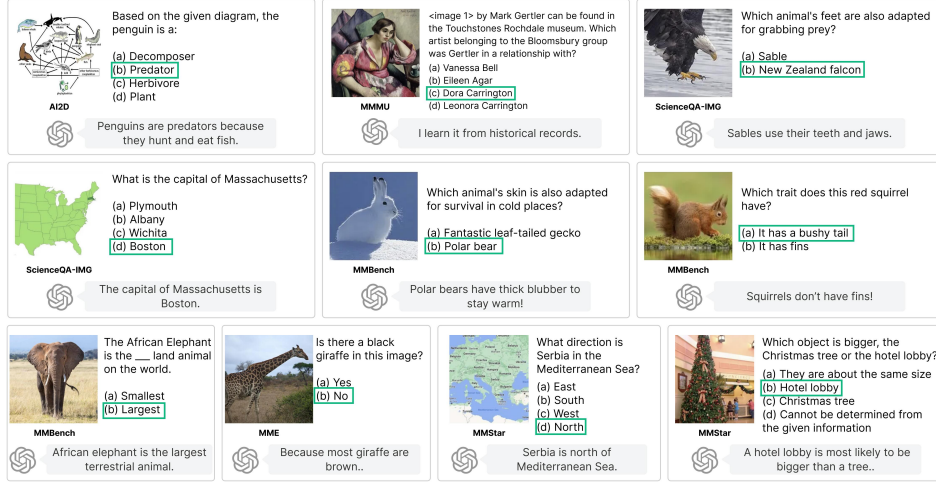 Based on the given diagram, the
penguin is a:
(a) Decomposer
(b) Predator
(c) Herbivore
(d) Plant
AI2D
Penguins are predators because
they hunt and eat fish.
<image 1> by Mark Gertler can be found in
the Touchstones Rochdale museum. Which
artist belonging to the Bloomsbury group
was Gertler in a relationship with?
(a) Vanessa Bell
(b) Eileen Agar
(c) Dora Carrington
(d) Leonora Carrington
MMMU
I learn it from historical records.
Which animal's feet are also adapted
for grabbing prey?
(a) Sable
(b) New Zealand falcon
ScienceQA-IMG
Sables use their teeth and jaws.
What is the capital of Massachusetts?
(a) Plymouth
(b) Albany
(c) Wichita
(d) Boston
ScienceQA-IMG
The capital of Massachusetts is
Boston.
Which animal's skin is also adapted
for survival in cold places?
(a) Fantastic leaf-tailed gecko
(b) Polar bear
MMBench
Polar bears have thick blubber to
stay warm!
Which trait does this red squirrel
have?
(a) It has a bushy tail
(b) It has fins
MMBench
Squirrels don't have fins!
The African Elephant
is the ___ land animal
on the world.
(a) Smallest
(b) Largest
MMBench
African elephant is the largest
terrestrial animal.
Is there a black
giraffe in this image?
(a) Yes
(b) No
MME
Because most giraffe are
brown..
What direction is
Serbia in the
Mediterranean Sea?
(a) East
(b) South
(c) West
(d) North
MMStar
Serbia is north of
Mediterranean Sea.
Which object is bigger, the
Christmas tree or the hotel lobby?
(a) They are about the same size
(b) Hotel lobby
(c) Christmas tree
(d) Cannot be determined from
the given information
MMStar
A hotel lobby is most likely to be
bigger than a tree..